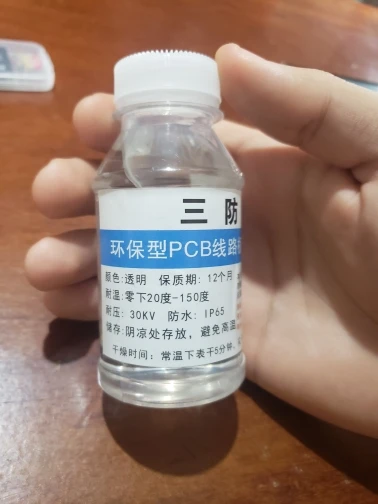 三防
环保型PCB线路
颜色:透明 保质期: 12个月
耐温:零下20度-150度
耐压: 30KV 防水: IP65
储存:阴凉处存放，避免高温
干燥时间: 常温下表干5分钟、